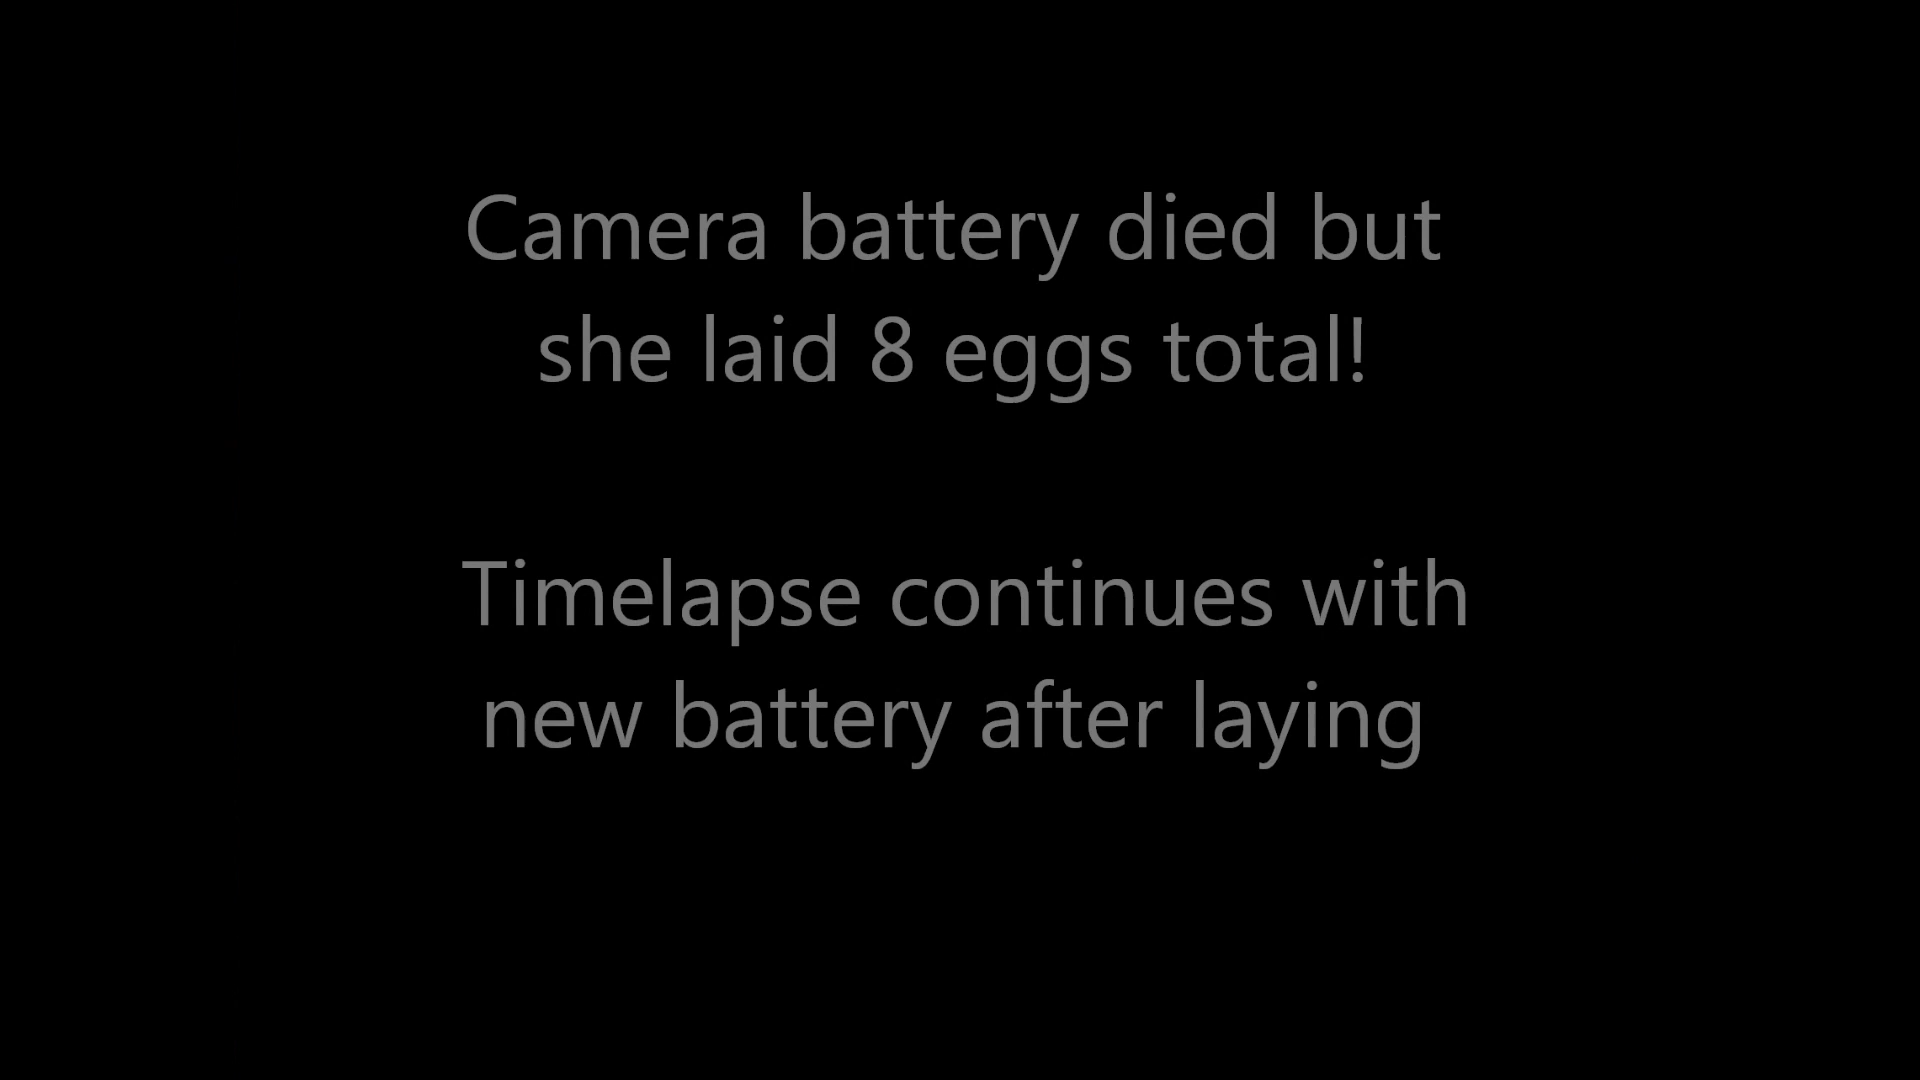 Camera battery died but
she laid 8 eggs total!
Timelapse continues with
new battery after laying